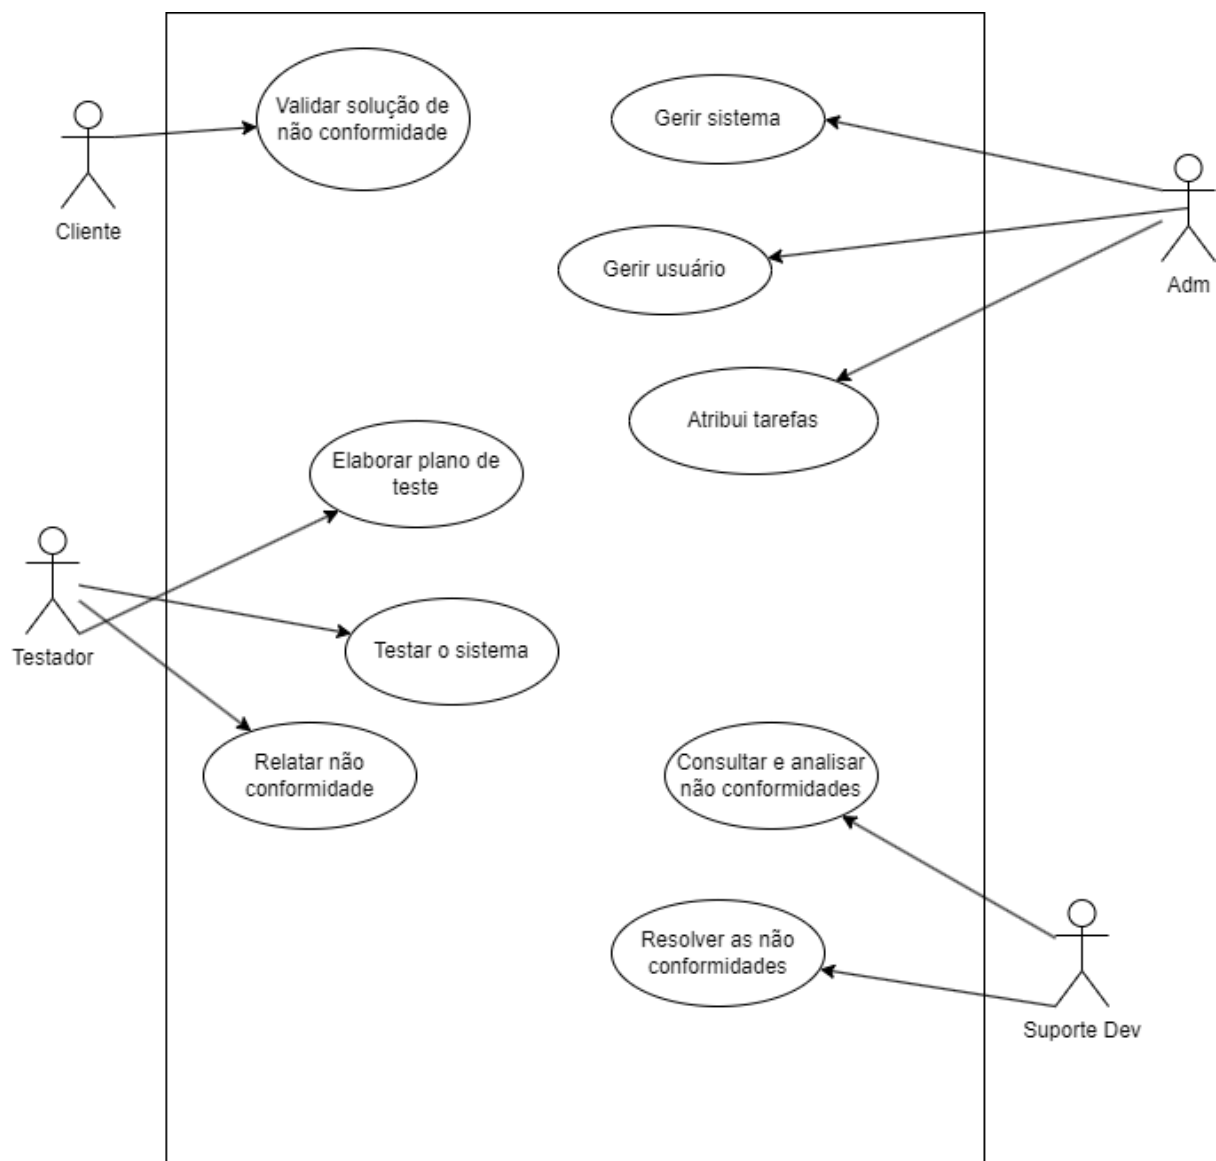 Validar solução de
não conformidade
Gerir sistema
Cliente
Gerir usuário
Adm
Atribui tarefas
Elaborar plano de
teste
Testar o sistema
Testador
Relatar não
conformidade
Consultar e analisar
não conformidades
Resolver as não
conformidades
Suporte Dev